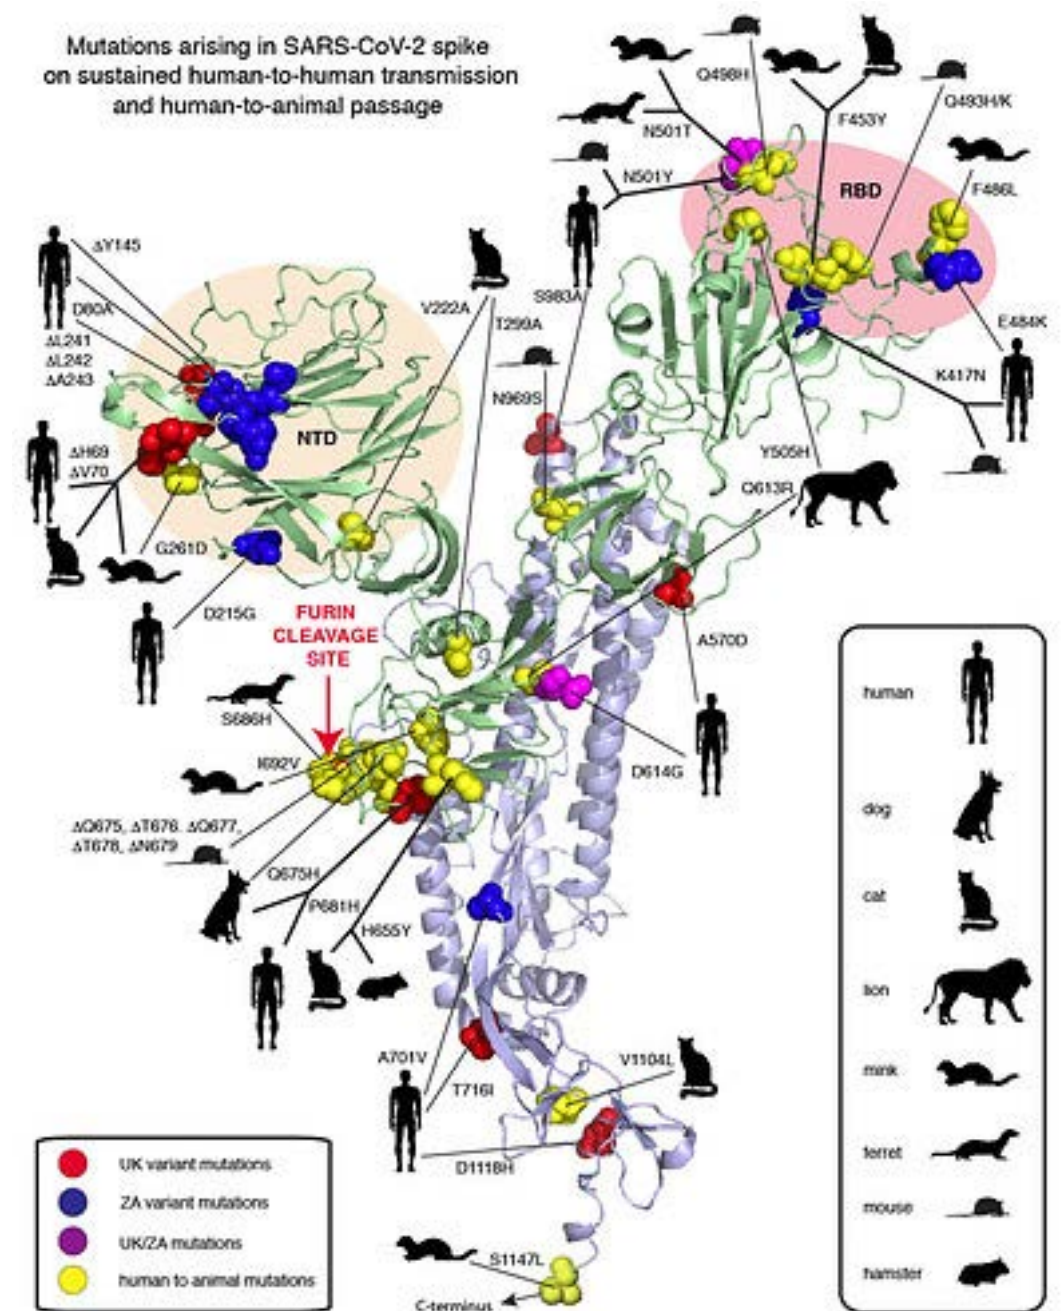 Mutations arising in SARS-CoV-2 spike
on sustained human-to-human transmission
and human-to-animal passage
Q498H
Q493H/K
N501T
F453Y
N501Y
RBD
F486L
ΔY145
D80A
ΔL241
ΔL242
ΔA243
V222A
T299A
S983A
E484K
K417N
N969S
NTD
ΔH69
ΔV70
Y505H
Q613R
G261D
D215G
FURIN
CLEAVAGE
SITE
A570D
S686H
I692V
D614G
ΔQ675, ΔT676. ΔQ677,
ΔT678, ΔN679
Q675H
P681H
H655Y
A701V
T716I
V1104L
D1118H
S1147L
C-terminus
UK variant mutations
ZA variant mutations
UK/ZA mutations
human to animal mutations
human
dog
cat
lion
mink
ferret
mouse
hamster